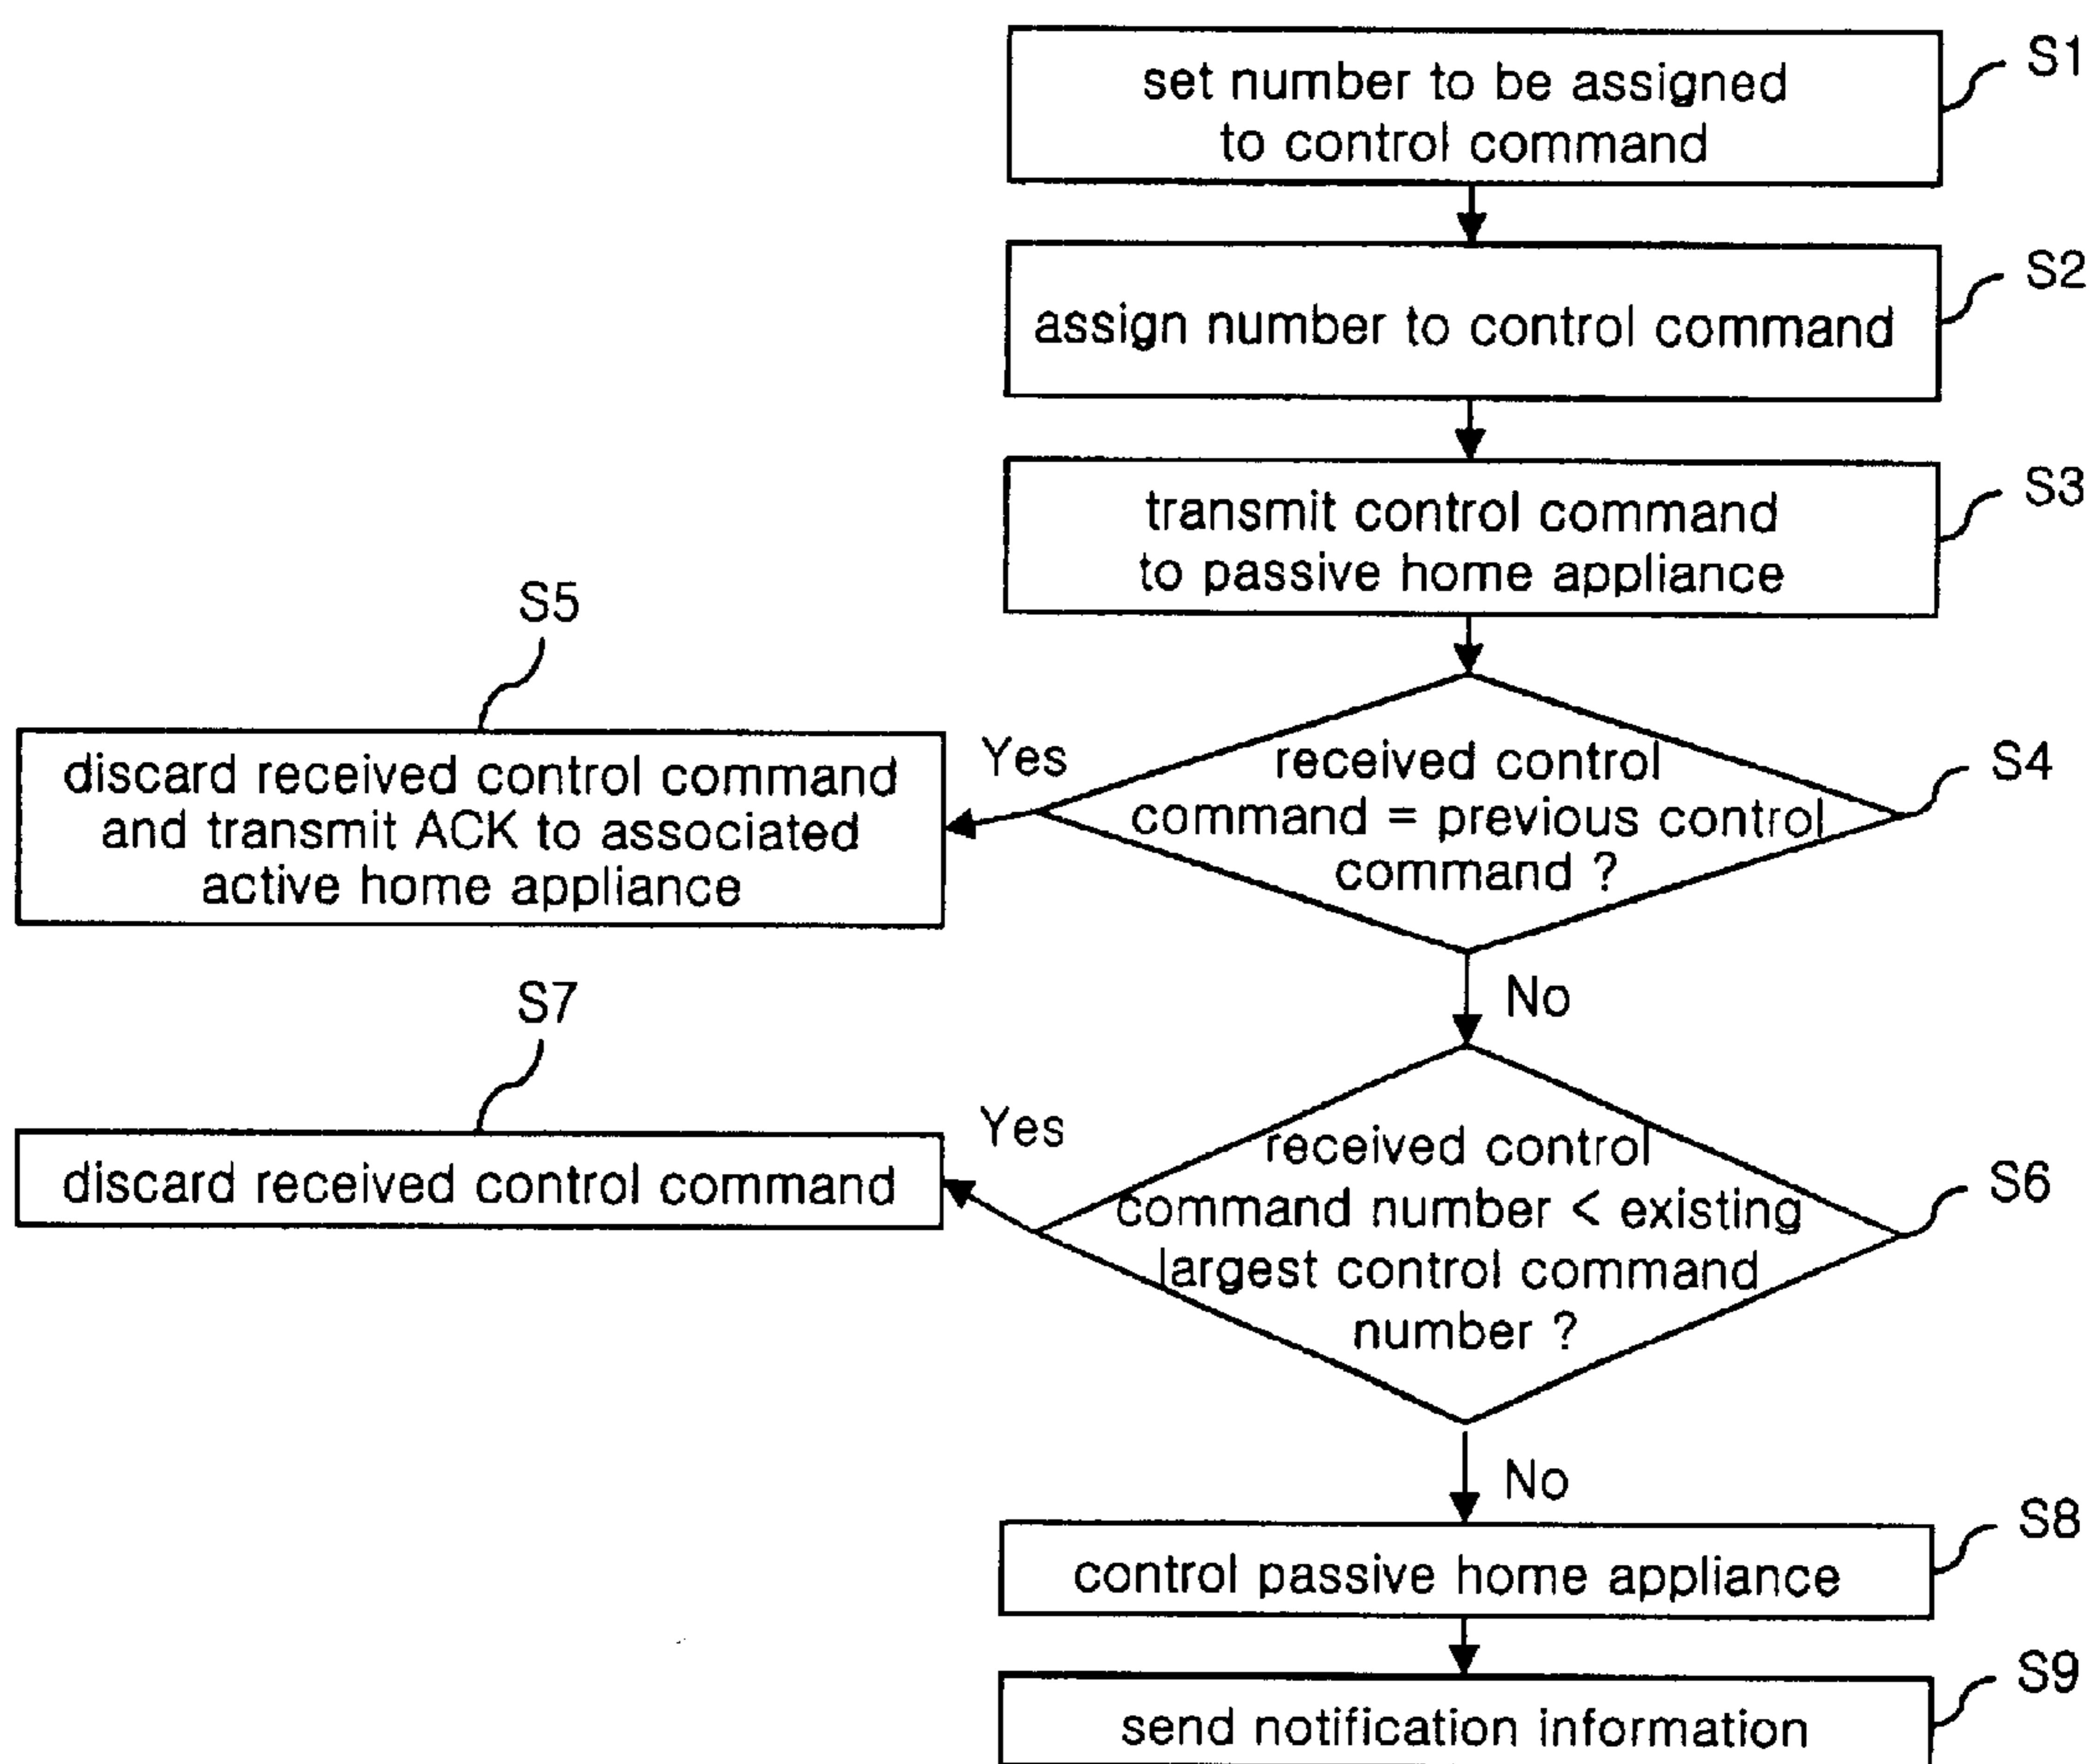 set number to be assigned
to control command
S1
assign number to control command
S2
transmit control command
to passive home appliance
S3
S5
discard received control command
and transmit ACK to associated
active home appliance
Yes
received control
command = previous control
command ?
S4
No
S7
discard received control command
Yes
received control
command number < existing
largest control command
number ?
S6
No
control passive home appliance
S8
send notification information
S9